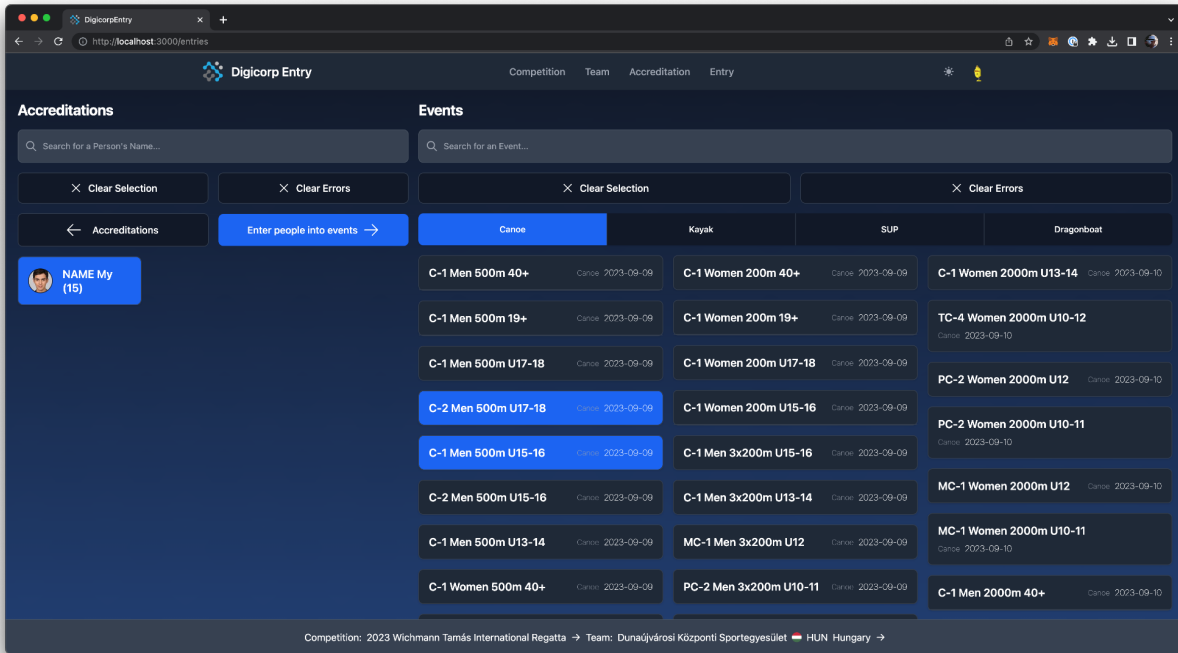 DigicorpEntry
http://localhost:3000/entries
Digicorp Entry
Competition Team Accreditation Entry
Accreditations
Search for a Person's Name...
Clear Selection
Clear Errors
Accreditations
Enter people into events
NAME My
(15)
Events
Search for an Event...
Clear Selection
Clear Errors
Canoe Kayak SUP Dragonboat
C-1 Men 500m 40+ Canoe 2023-09-09
C-1 Men 500m 19+ Canoe 2023-09-09
C-1 Men 500m U17-18 Canoe 2023-09-09
C-2 Men 500m U17-18 Canoe 2023-09-09
C-1 Men 500m U15-16 Canoe 2023-09-09
C-2 Men 500m U15-16 Canoe 2023-09-09
C-1 Men 500m U13-14 Canoe 2023-09-09
C-1 Women 500m 40+ Canoe 2023-09-09
C-1 Women 200m 40+ Canoe 2023-09-09
C-1 Women 200m 19+ Canoe 2023-09-09
C-1 Women 200m U17-18 Canoe 2023-09-09
C-1 Women 200m U15-16 Canoe 2023-09-09
C-1 Men 3x200m U15-16 Canoe 2023-09-09
C-1 Men 3x200m U13-14 Canoe 2023-09-09
MC-1 Men 3x200m U12 Canoe 2023-09-09
PC-2 Men 3x200m U10-11 Canoe 2023-09-09
C-1 Women 2000m U13-14 Canoe 2023-09-10
TC-4 Women 2000m U10-12
Canoe 2023-09-10
PC-2 Women 2000m U12 Canoe 2023-09-10
PC-2 Women 2000m U10-11
Canoe 2023-09-10
MC-1 Women 2000m U12 Canoe 2023-09-10
MC-1 Women 2000m U10-11
Canoe 2023-09-10
C-1 Men 2000m 40+ Canoe 2023-09-10
Competition: 2023 Wichmann Tamás International Regatta → Team: Dunaújvárosi Központi Sportegyesület HUN Hungary →